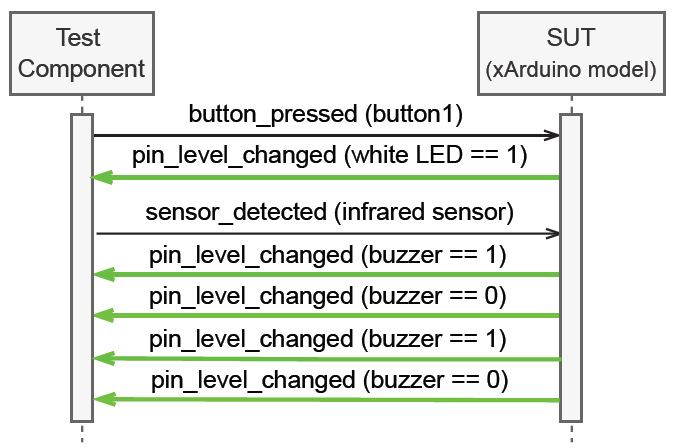 Test
Component
SUT
(xArduino model)
button_pressed (button1)
pin_level_changed (white LED == 1)
sensor_detected (infrared sensor)
pin_level_changed (buzzer == 1)
pin_level_changed (buzzer == 0)
pin_level_changed (buzzer == 1)
pin_level_changed (buzzer == 0)